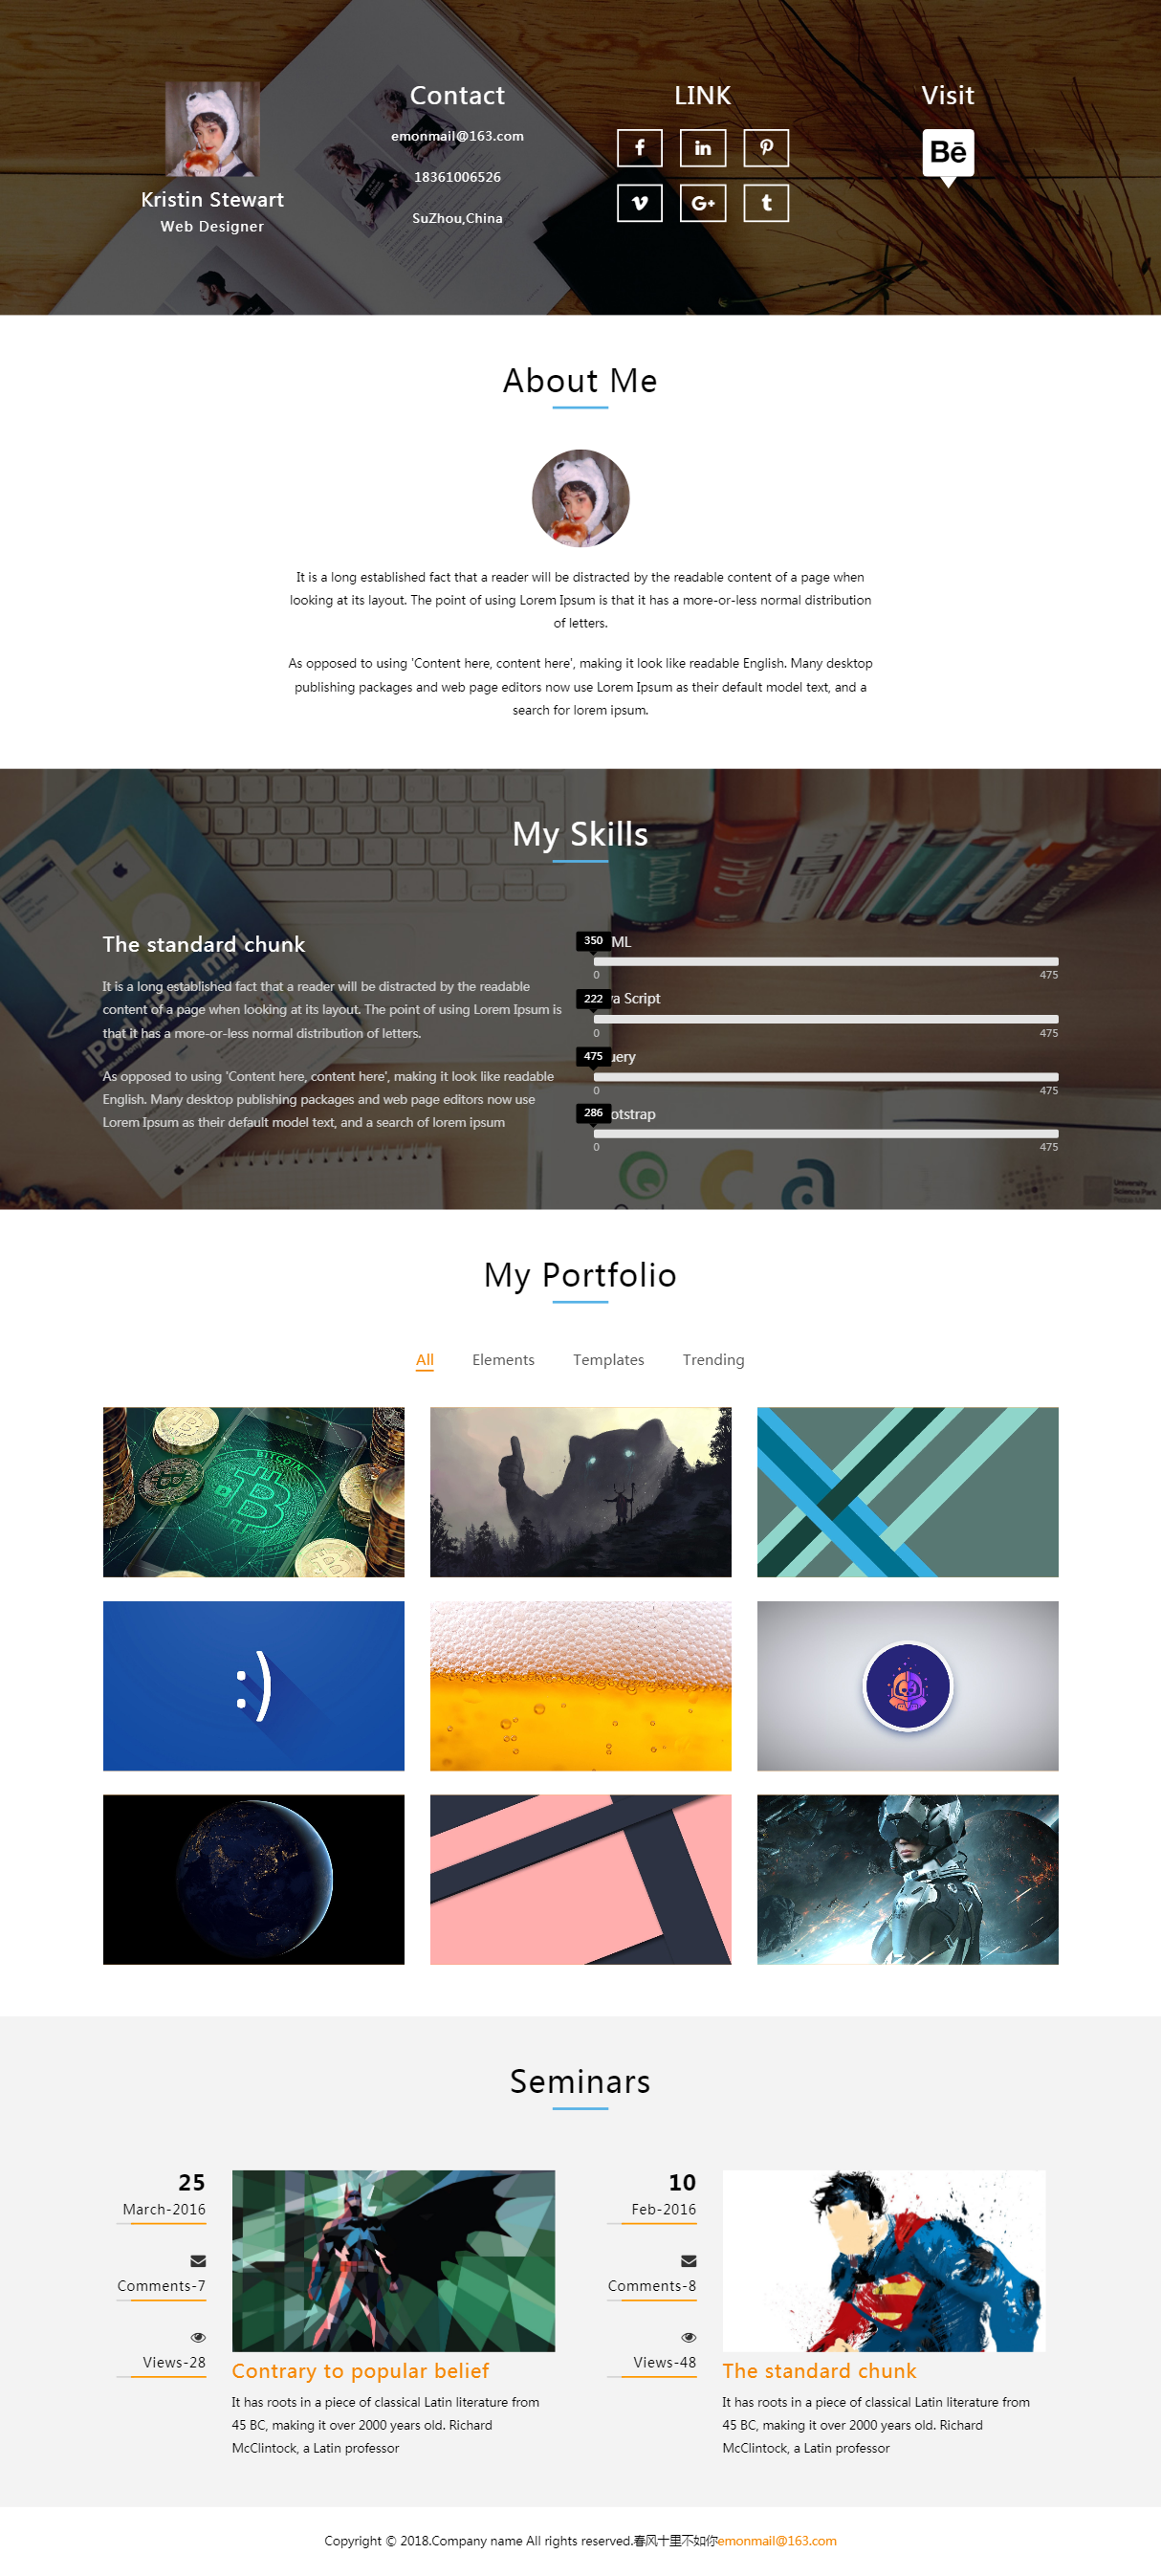 Kristin Stewart
Web Designer
Contact
emonmail@163.com
18361006526
SuZhou,China
LINK
Visit
Bē
About Me
It is a long established fact that a reader will be distracted by the readable content of a page when
looking at its layout. The point of using Lorem Ipsum is that it has a more-or-less normal distribution
of letters.
As opposed to using 'Content here, content here', making it look like readable English. Many desktop
publishing packages and web page editors now use Lorem Ipsum as their default model text, and a
search for lorem ipsum.
My Skills
The standard chunk
It is a long established fact that a reader will be distracted by the readable
content of a page when looking at its layout. The point of using Lorem Ipsum is
that it has a more-or-less normal distribution of letters.
As opposed to using 'Content here, content here', making it look like readable
English. Many desktop publishing packages and web page editors now use
Lorem Ipsum as their default model text, and a search of lorem ipsum
iPod mini
350 ML
0 475
222 va Script
0 475
475 uery
0 475
286 otstrap
0 475
University
Science Park
My Portfolio
All Elements Templates Trending
BITCOIN
:)
Seminars
25
March-2016
Comments-7
Views-28
Contrary to popular belief
It has roots in a piece of classical Latin literature from
45 BC, making it over 2000 years old. Richard
McClintock, a Latin professor
10
Feb-2016
Comments-8
Views-48
The standard chunk
It has roots in a piece of classical Latin literature from
45 BC, making it over 2000 years old. Richard
McClintock, a Latin professor
Copyright © 2018.Company name All rights reserved.春风十里不如你emonmail@163.com